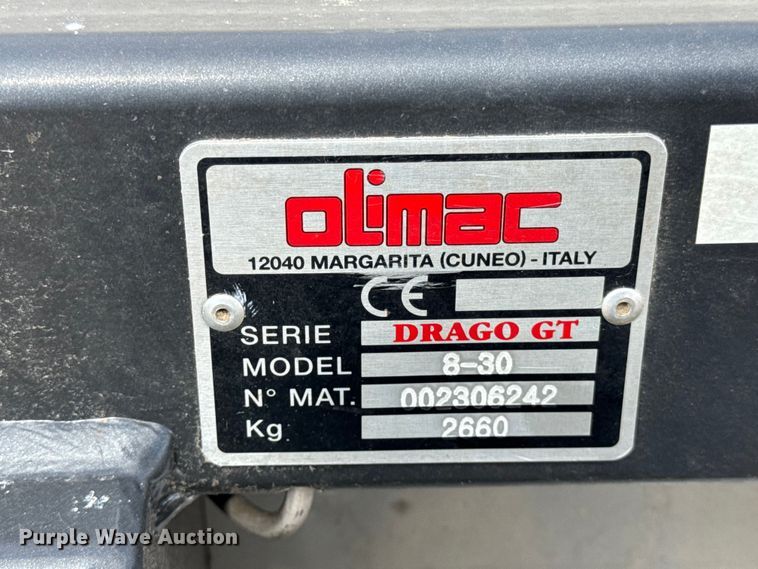 olimac
12040 MARGARITA (CUNEO) - ITALY
CE
SERIE DRAGO GT
MODEL 8-30
N° MAT. 002306242
Kg 2660
Purple Wave Auction